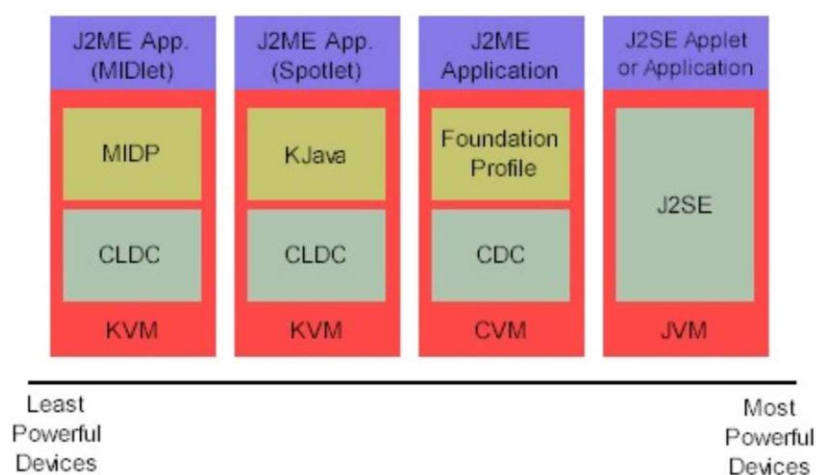 J2ME App.
(MIDlet)
MIDP
CLDC
KVM
J2ME App.
(Spotlet)
KJava
CLDC
KVM
J2ME
Application
Foundation
Profile
CDC
CVM
J2SE Applet
or Application
J2SE
JVM
Least
Powerful
Devices
Most
Powerful
Devices